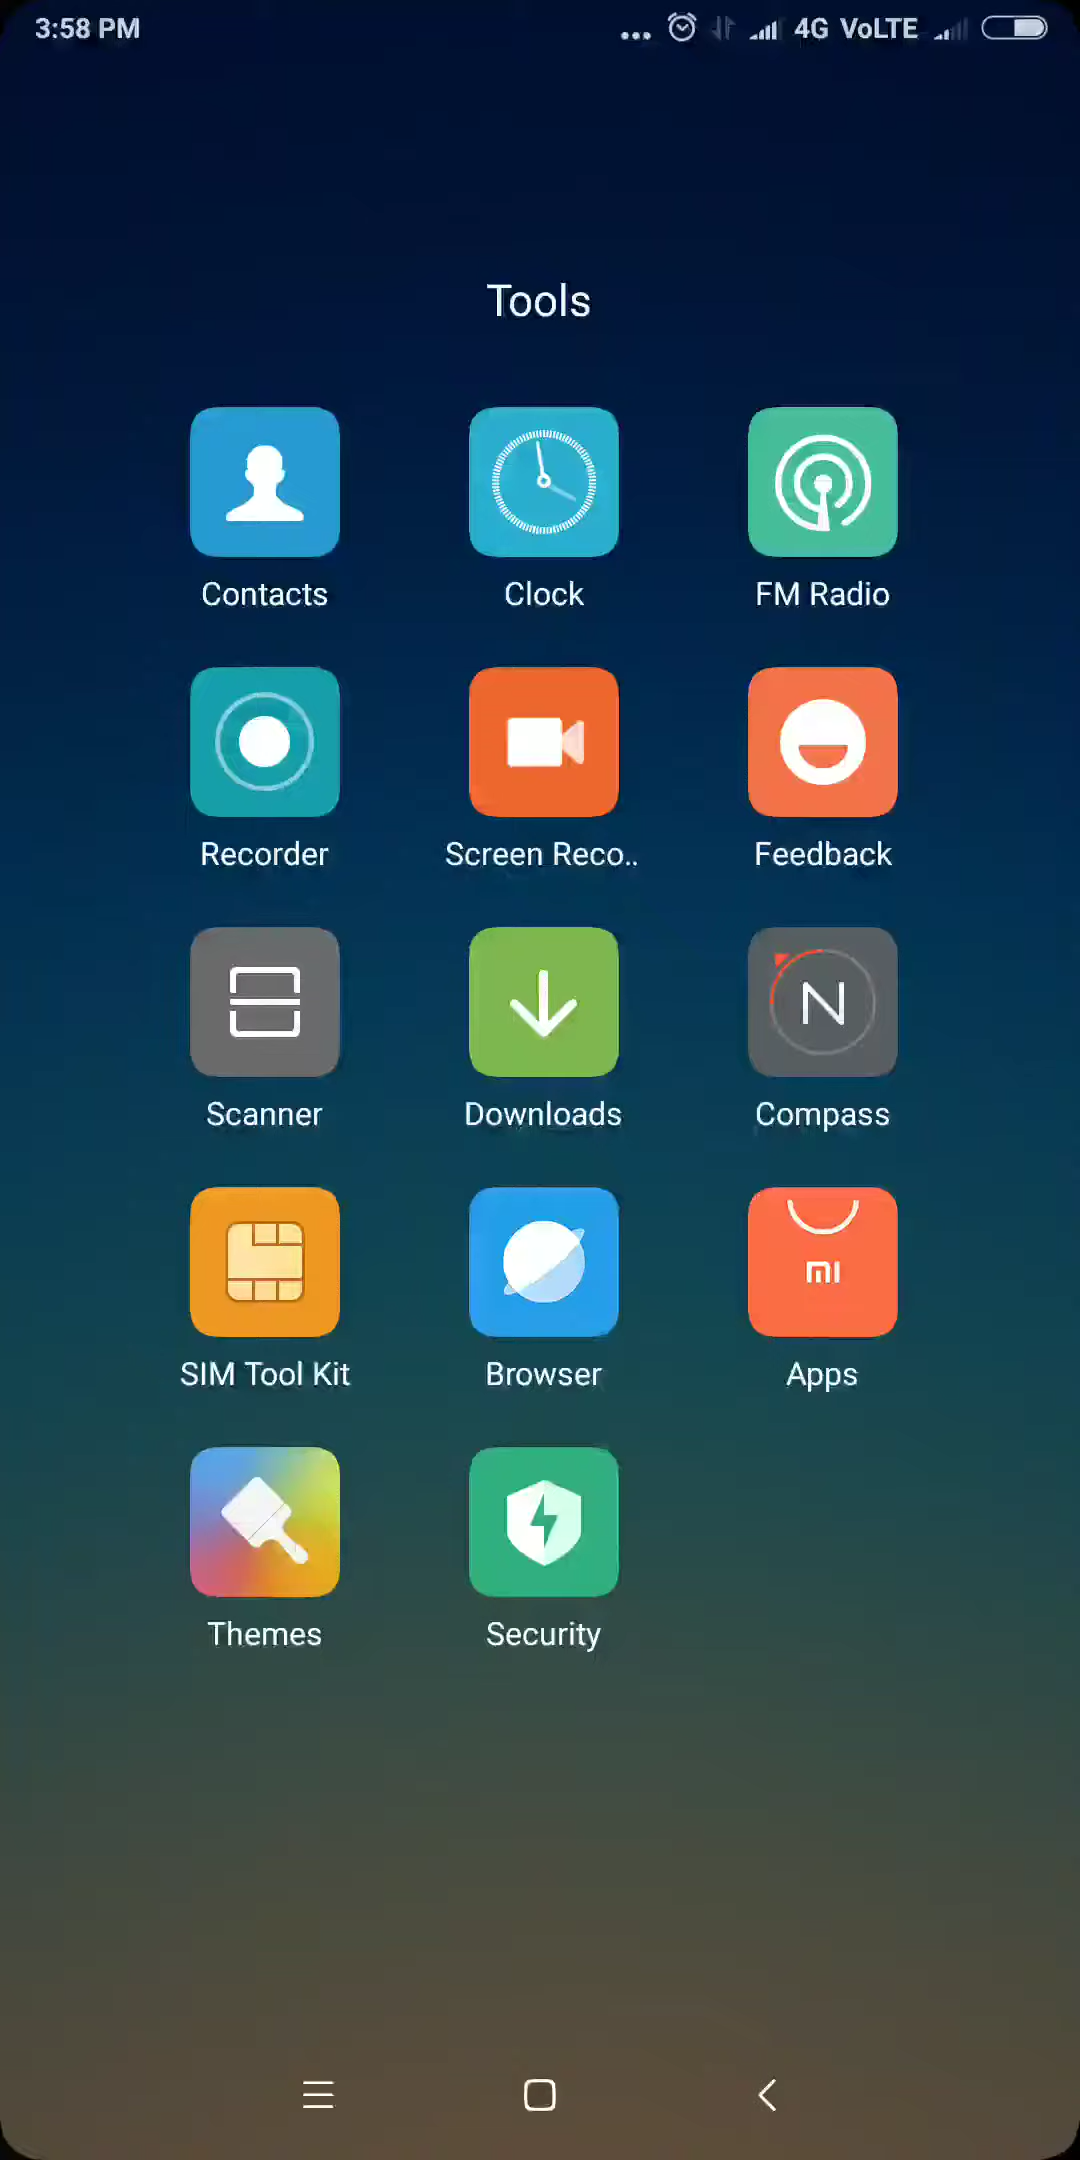 3:58 PM
4G VoLTE
Tools
Contacts
Clock
FM Radio
Recorder
Screen Reco..
Feedback
Scanner
Downloads
N
Compass
SIM Tool Kit
Browser
mi
Apps
Themes
Security